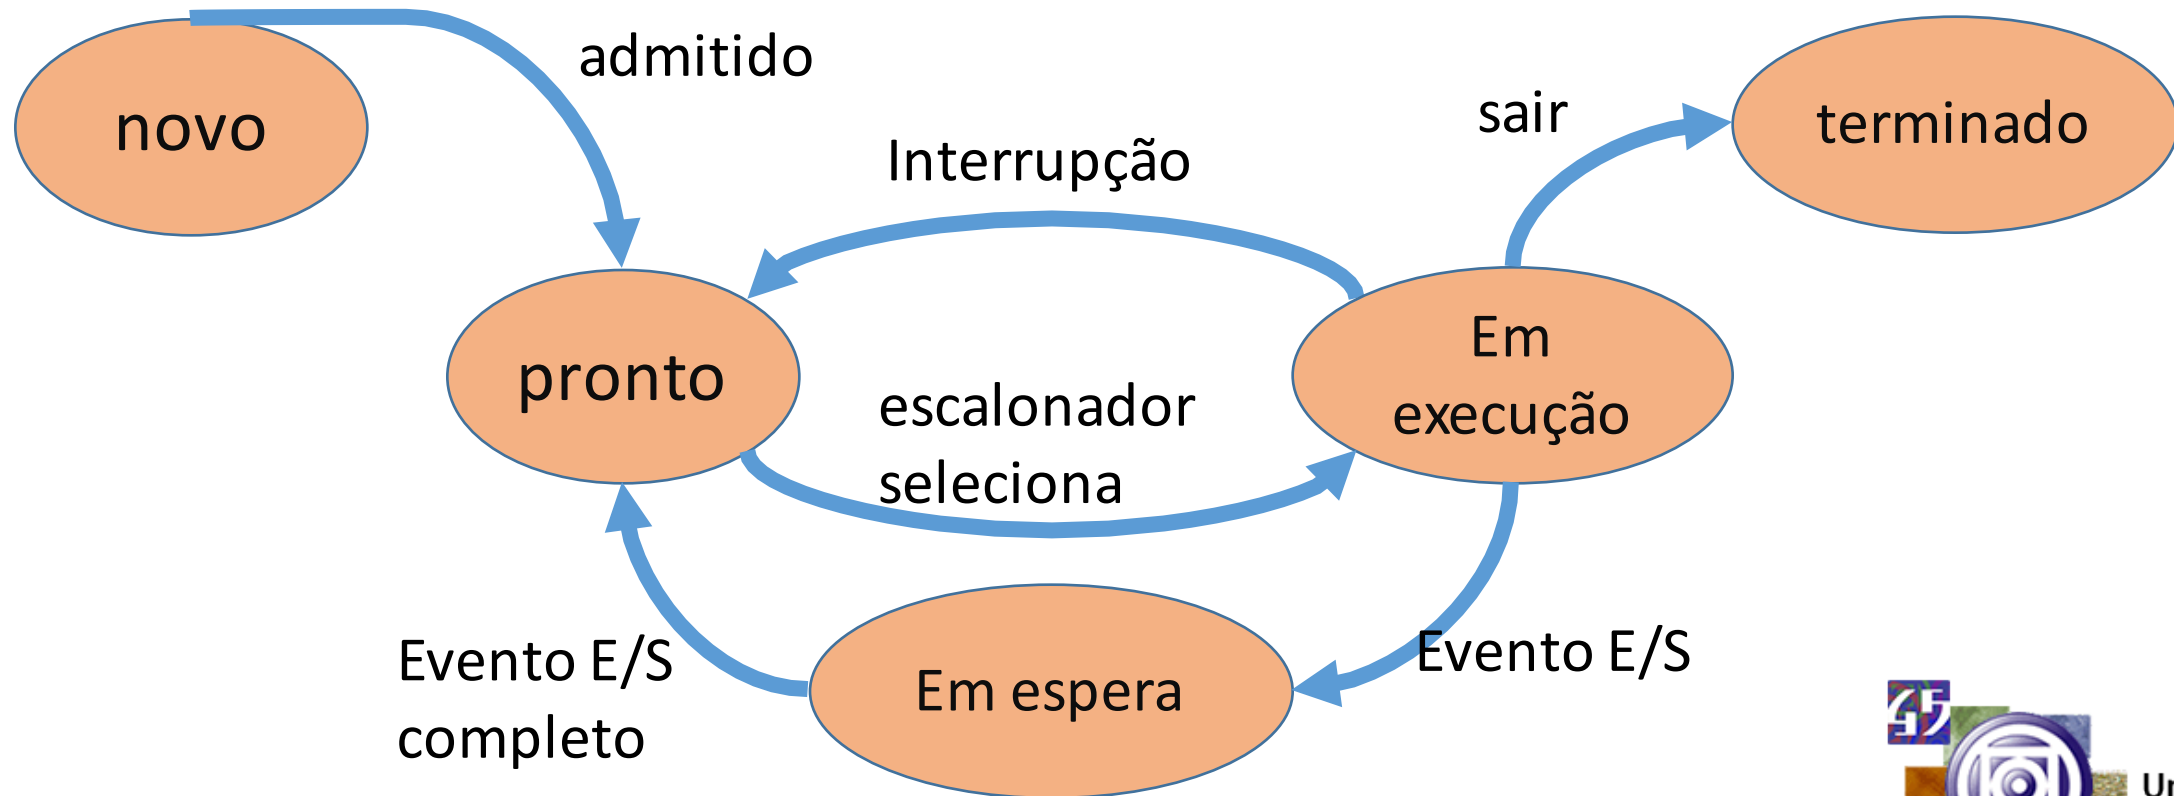 novo
admitido
Interrupção
sair
terminado
pronto
escalonador
seleciona
Em
execução
Evento E/S
completo
Em espera
Evento E/S